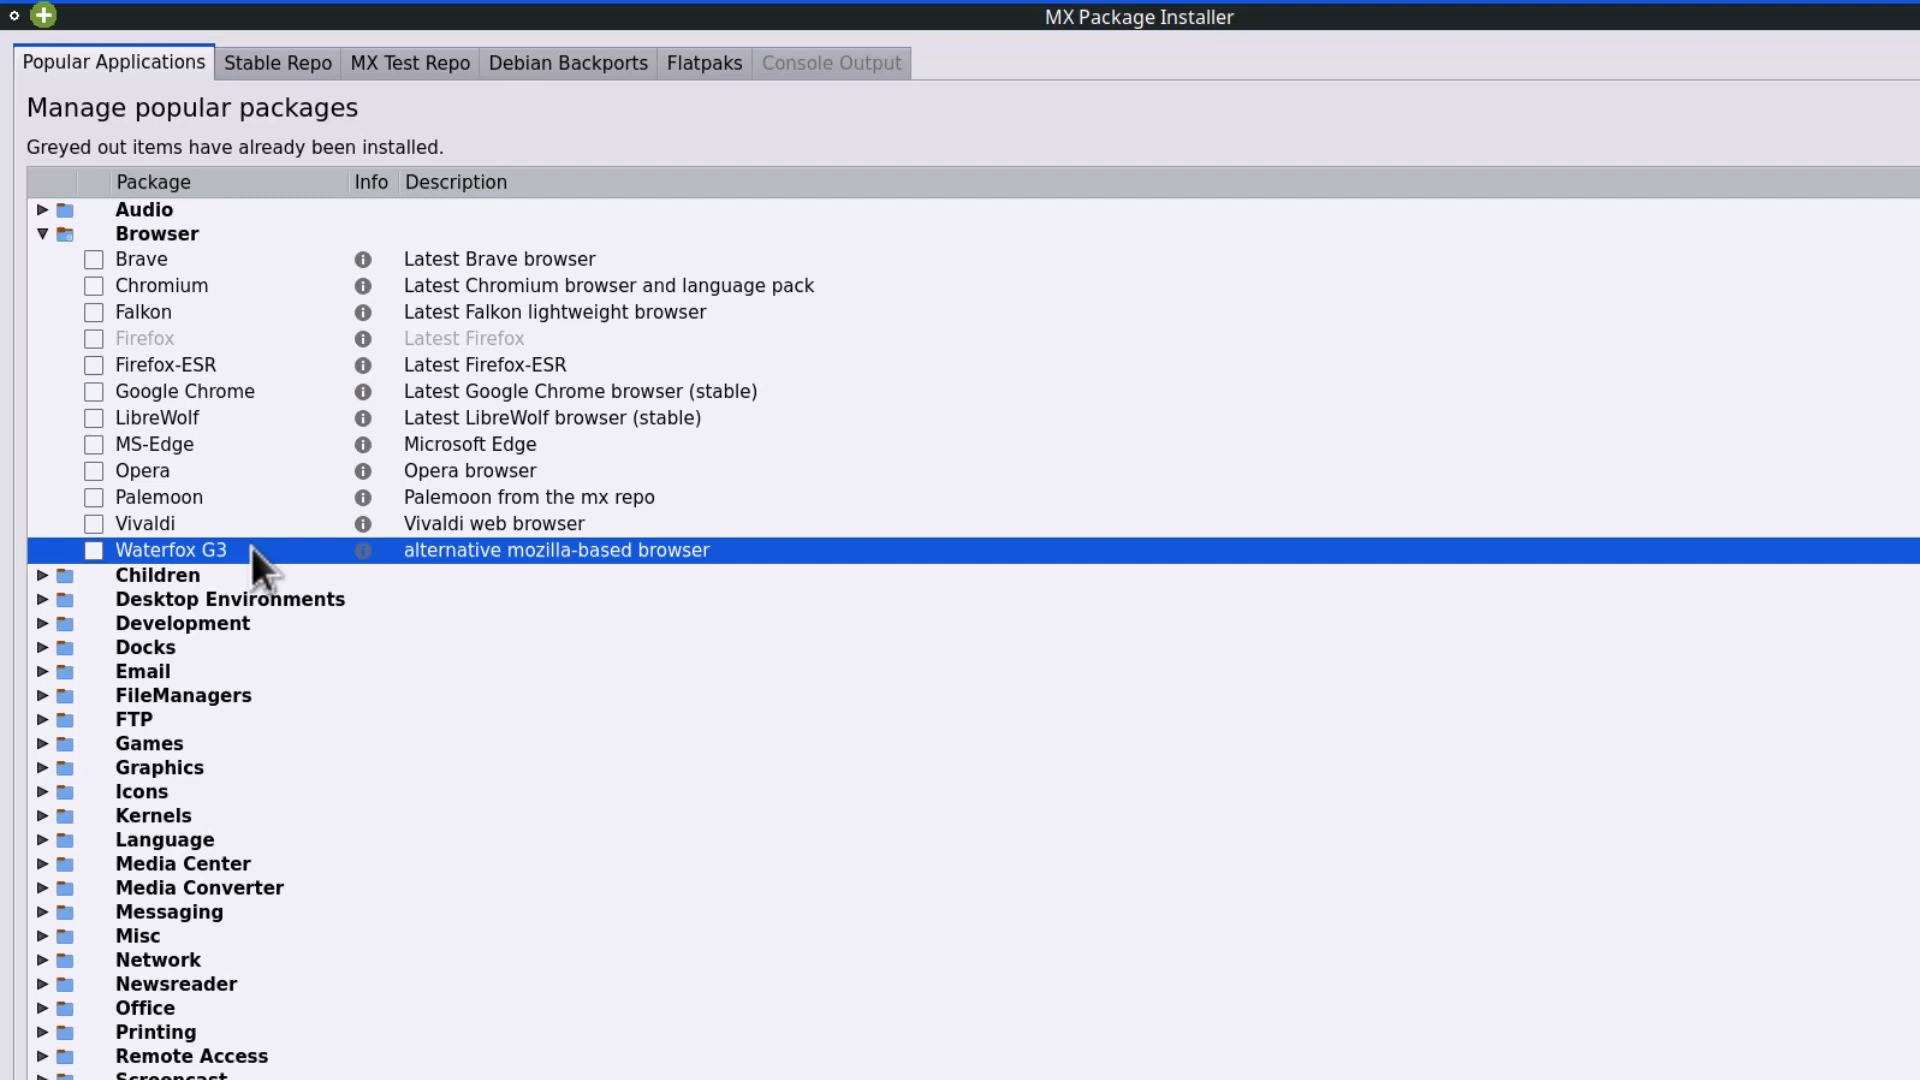 MX Package Installer
Popular Applications Stable Repo MX Test Repo Debian Backports Flatpaks Console Output
Manage popular packages
Greyed out items have already been installed.
Package Info Description
Audio
Browser
Brave Latest Brave browser
Chromium Latest Chromium browser and language pack
Falkon Latest Falkon lightweight browser
Firefox Latest Firefox
Firefox-ESR Latest Firefox-ESR
Google Chrome Latest Google Chrome browser (stable)
LibreWolf Latest LibreWolf browser (stable)
MS-Edge Microsoft Edge
Opera Opera browser
Palemoon Palemoon from the mx repo
Vivaldi Vivaldi web browser
Waterfox G3 alternative mozilla-based browser
Children
Desktop Environments
Development
Docks
Email
FileManagers
FTP
Games
Graphics
Icons
Kernels
Language
Media Center
Media Converter
Messaging
Misc
Network
Newsreader
Office
Printing
Remote Access
Screencast